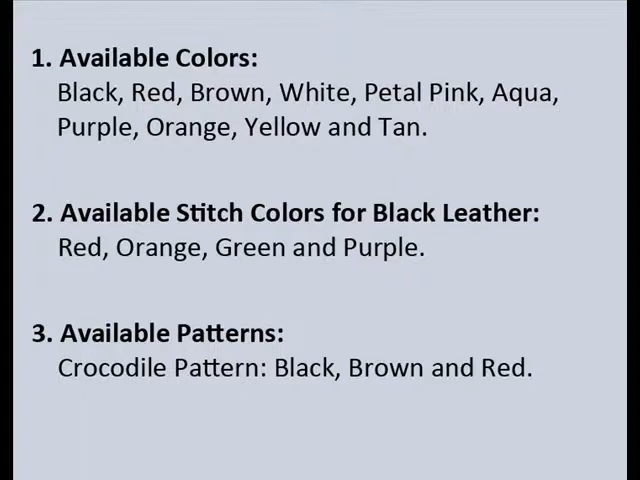 1. Available Colors:
Black, Red, Brown, White, Petal Pink, Aqua,
Purple, Orange, Yellow and Tan.
2. Available Stitch Colors for Black Leather:
Red, Orange, Green and Purple.
3. Available Patterns:
Crocodile Pattern: Black, Brown and Red.